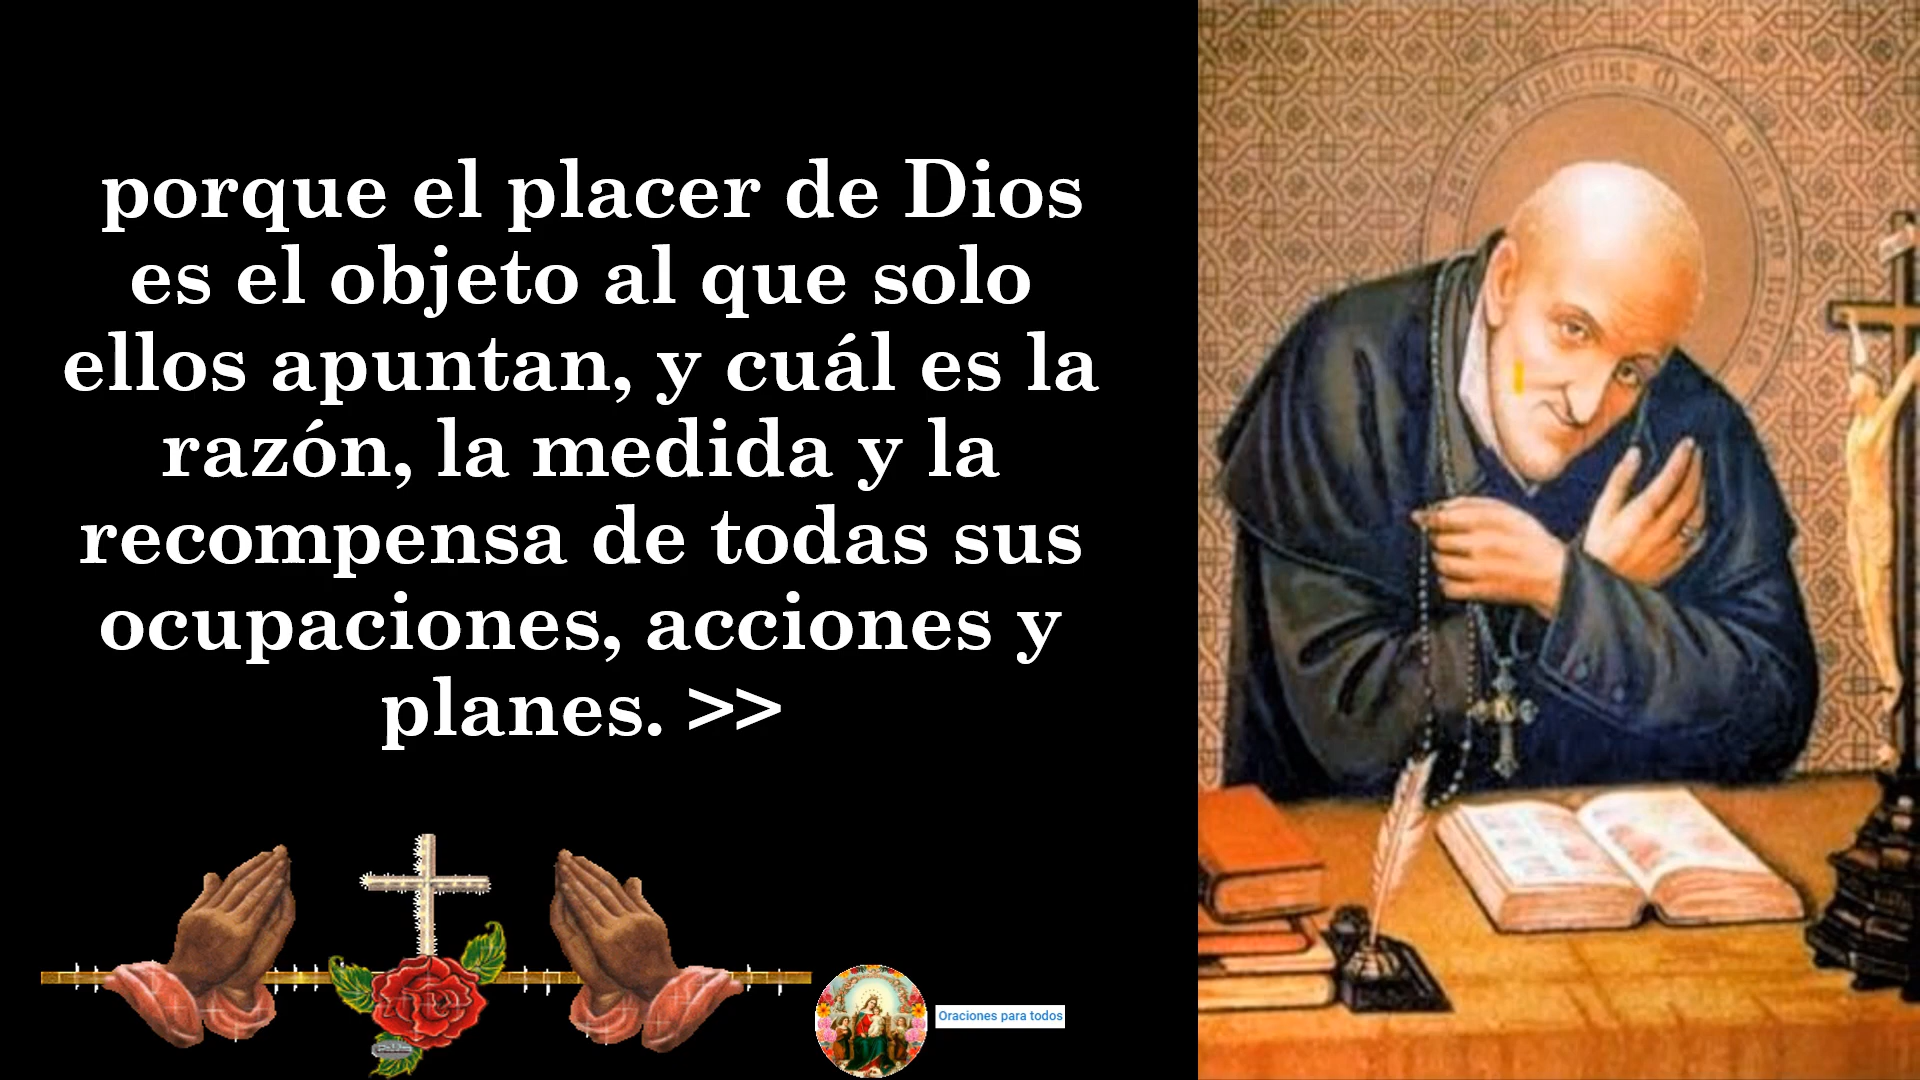 porque el placer de Dios
es el objeto al que solo
ellos apuntan, y cuál es la
razón, la medida y la
recompensa de todas sus
ocupaciones, acciones y
planes. >>
Oraciones para todos